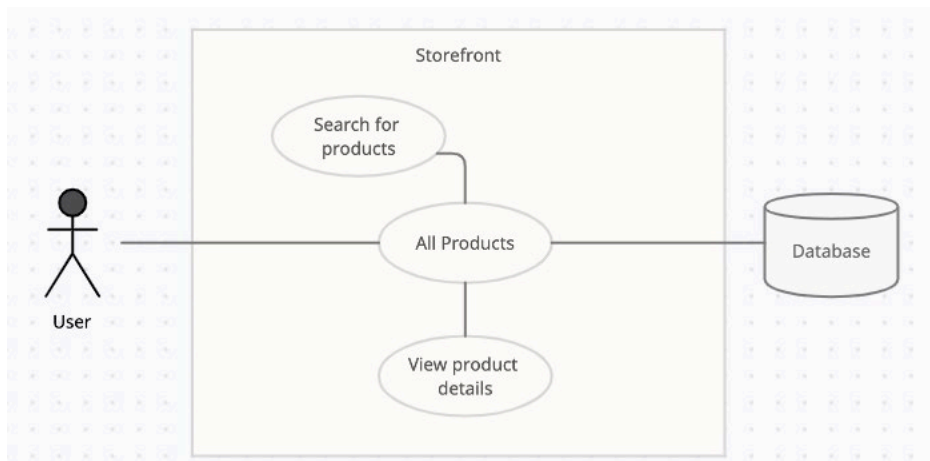 Storefront
Search for
products
All Products
Database
User
View product
details